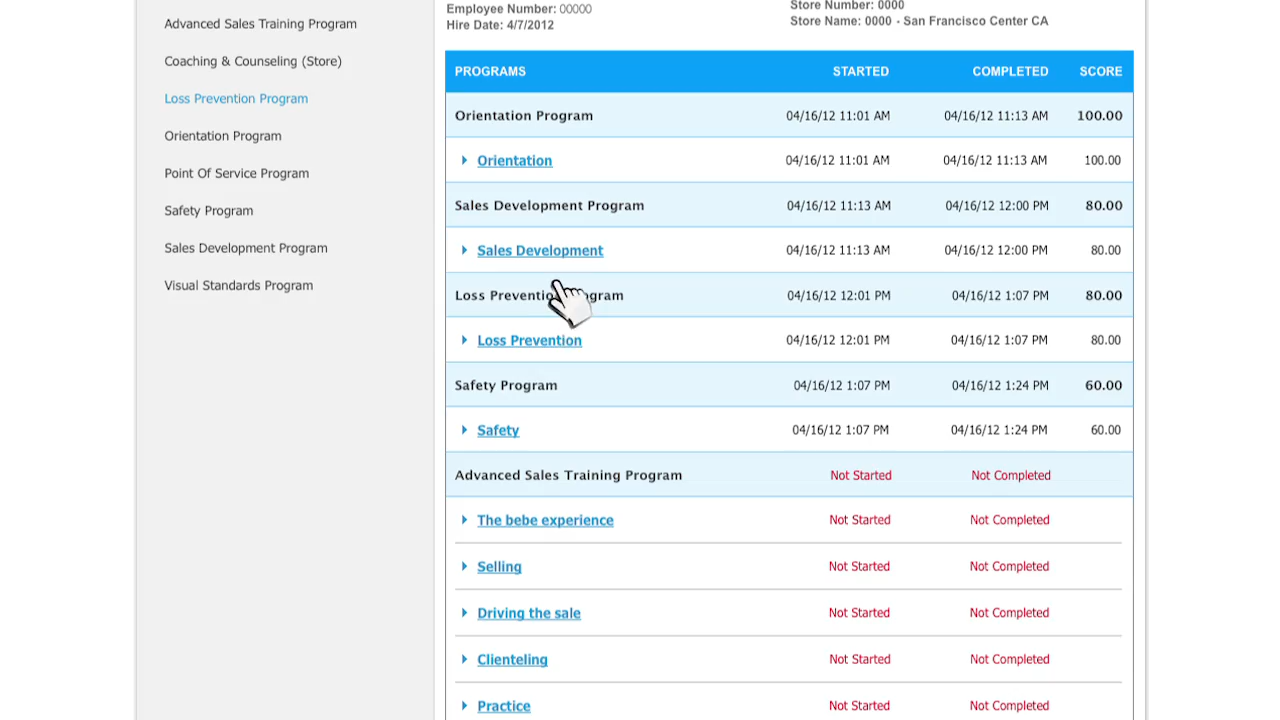 Advanced Sales Training Program
Coaching & Counseling (Store)
Loss Prevention Program
Orientation Program
Point Of Service Program
Safety Program
Sales Development Program
Visual Standards Program
Employee Number: 00000
Hire Date: 4/7/2012
Store Number: 0000
Store Name: 0000 - San Francisco Center CA
PROGRAMS STARTED COMPLETED SCORE
Orientation Program 04/16/12 11:01 AM 04/16/12 11:13 AM 100.00
Orientation 04/16/12 11:01 AM 04/16/12 11:13 AM 100.00
Sales Development Program 04/16/12 11:13 AM 04/16/12 12:00 PM 80.00
Sales Development 04/16/12 11:13 AM 04/16/12 12:00 PM 80.00
Loss Prevention Program 04/16/12 12:01 PM 04/16/12 1:07 PM 80.00
Loss Prevention 04/16/12 12:01 PM 04/16/12 1:07 PM 80.00
Safety Program 04/16/12 1:07 PM 04/16/12 1:24 PM 60.00
Safety 04/16/12 1:07 PM 04/16/12 1:24 PM 60.00
Advanced Sales Training Program Not Started Not Completed
The bebe experience Not Started Not Completed
Selling Not Started Not Completed
Driving the sale Not Started Not Completed
Clienteling Not Started Not Completed
Practice Not Started Not Completed